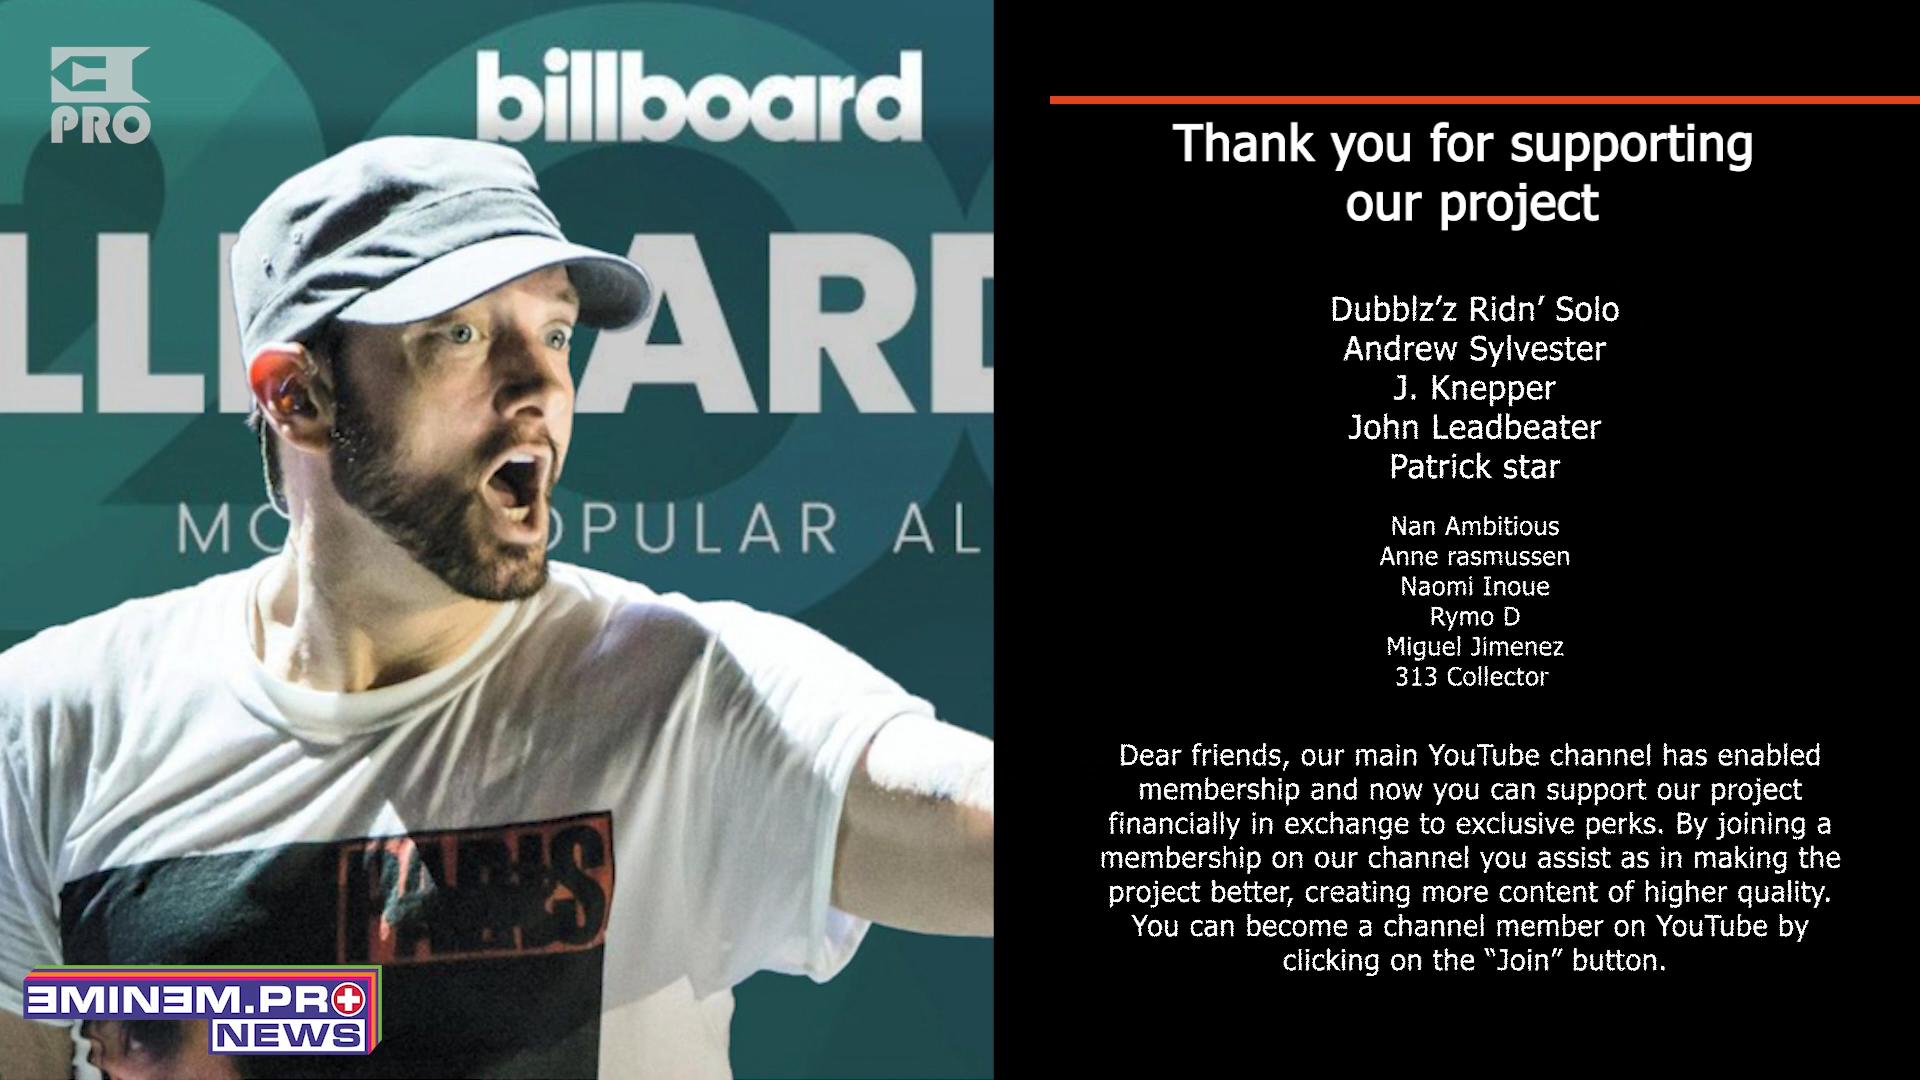 PRO
billboard
MOST POPULAR AL
PARIS
EMINEM.PRO
NEWS
Thank you for supporting
our project
Dubblz’z Ridn’ Solo
Andrew Sylvester
J. Knepper
John Leadbeater
Patrick star
Nan Ambitious
Anne rasmussen
Naomi Inoue
Rymo D
Miguel Jimenez
313 Collector
Dear friends, our main YouTube channel has enabled
membership and now you can support our project
financially in exchange to exclusive perks. By joining a
membership on our channel you assist as in making the
project better, creating more content of higher quality.
You can become a channel member on YouTube by
clicking on the “Join” button.